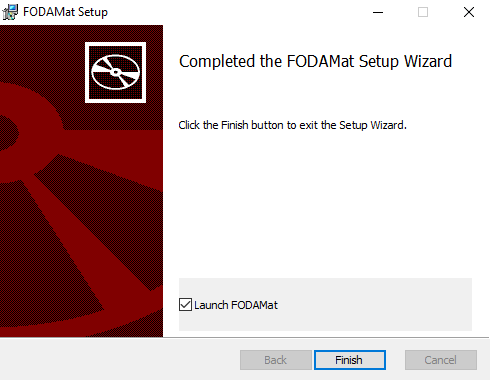 FODAMat Setup
Completed the FODAMat Setup Wizard
Click the Finish button to exit the Setup Wizard.
Launch FODAMat
Back
Finish
Cancel